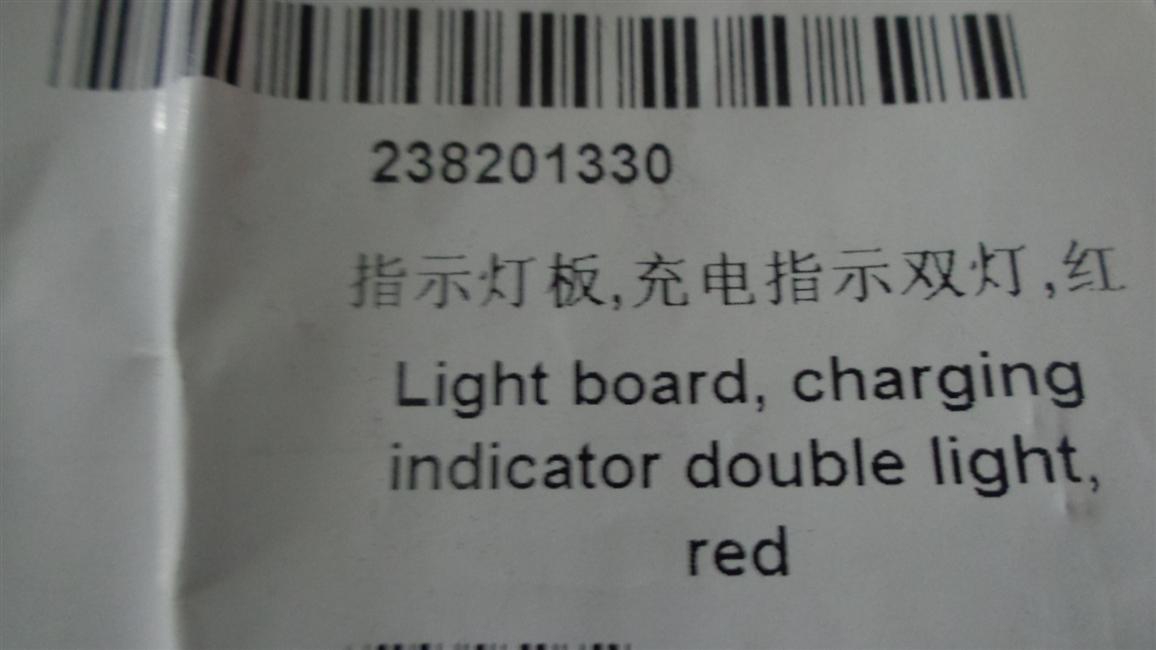 238201330
指示灯板,充电指示双灯,红
Light board, charging
indicator double light,
red